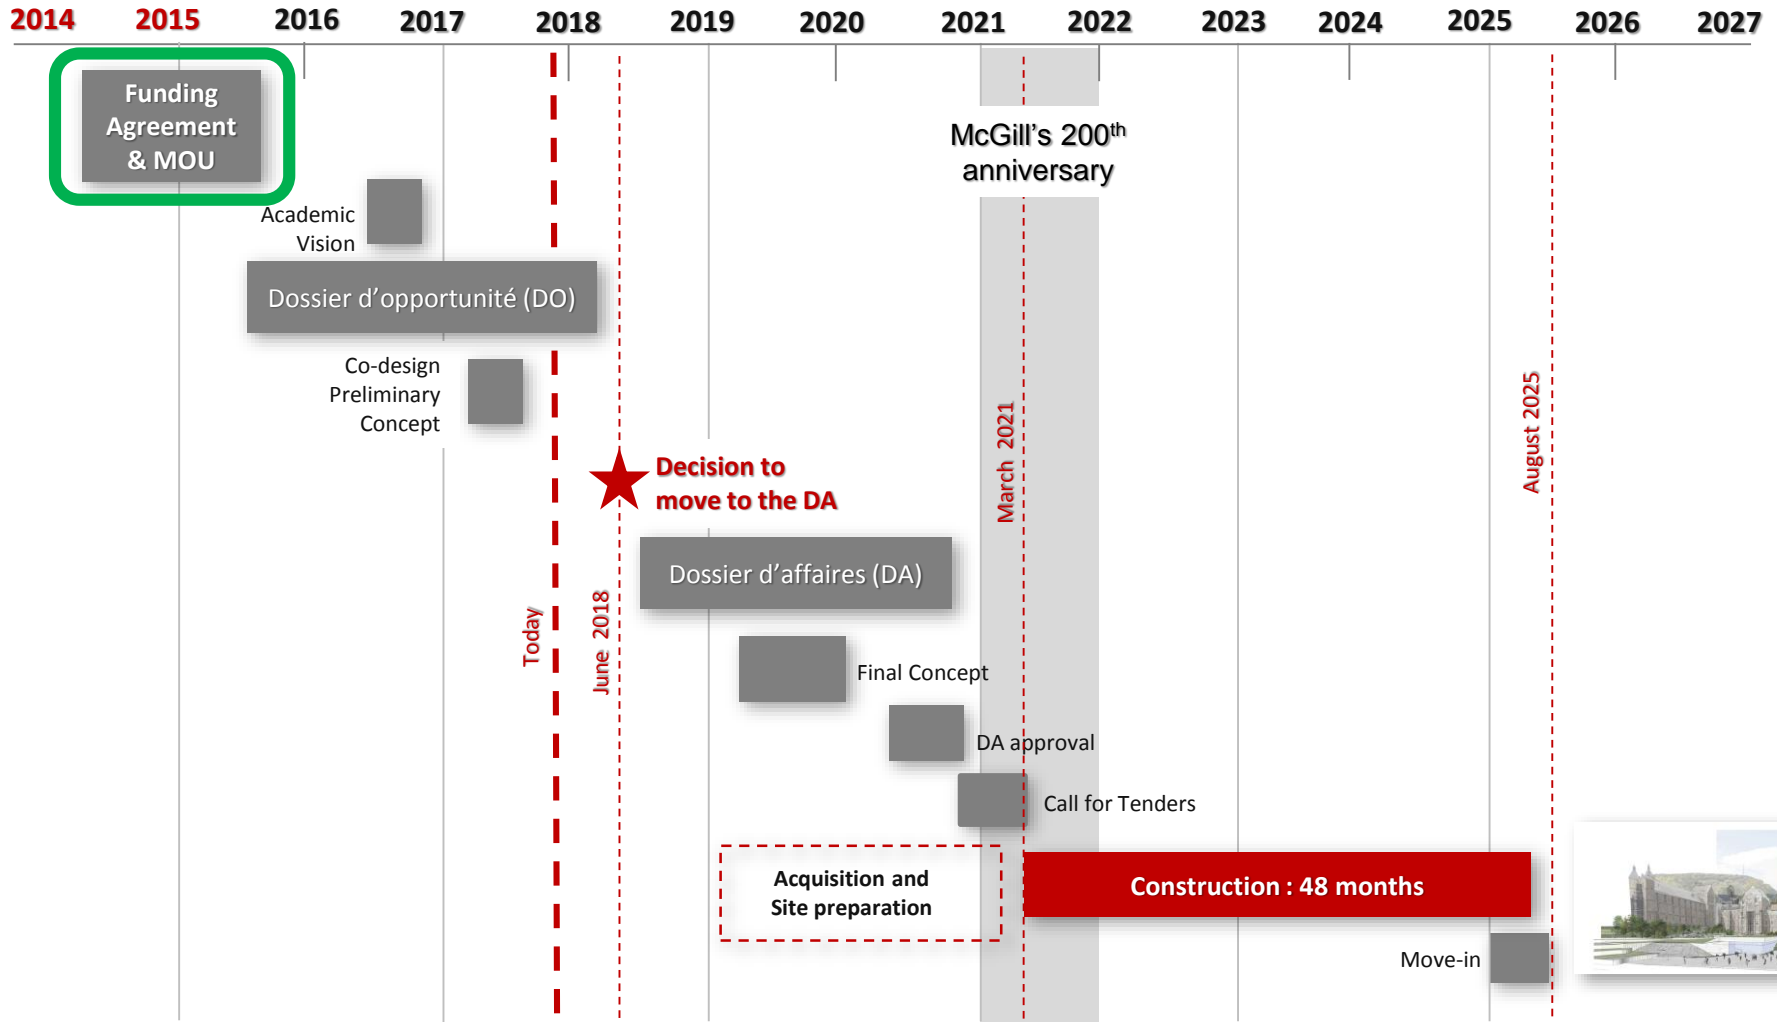 2014 2015 2016 2017 2018 2019 2020 2021 2022 2023 2024 2025 2026 2027
Funding
Agreement
& MOU
McGill's 200th
anniversary
Academic
Vision
Dossier d'opportunité (DO)
Co-design
Preliminary
Concept
Decision to
move to the DA
March 2021
August 2025
Dossier d'affaires (DA)
Today
June 2018
Final Concept
DA approval
Call for Tenders
Acquisition and
Site preparation
Construction : 48 months
Move-in